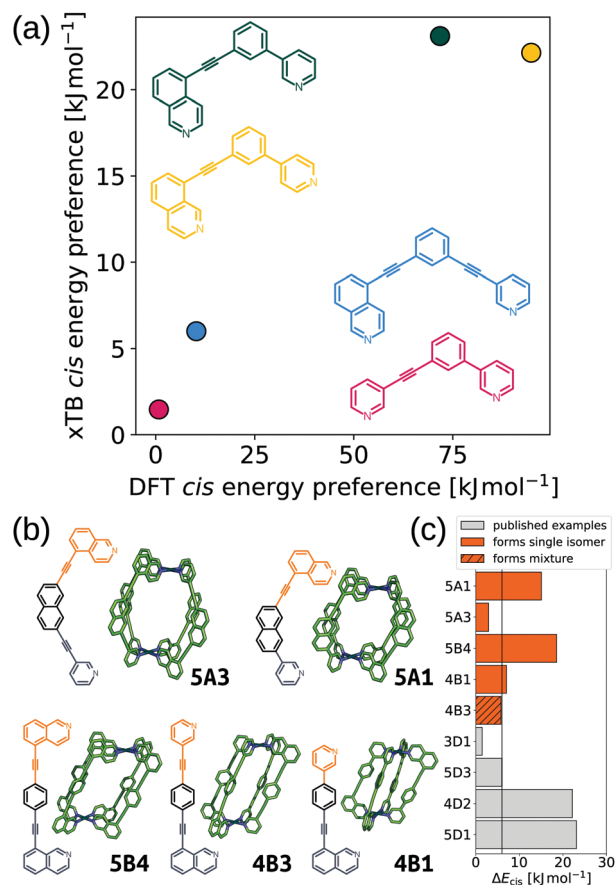 (a)
xTB cis energy preference [kJ mol⁻¹]
20
15
10
5
0
N
N
N
N
N
N
N
N
0
25
50
75
DFT cis energy preference [kJ mol⁻¹]
(b)
N
N
5A3
N
N
5A1
N
N
5B4
N
N
4B3
N
N
4B1
(c)
published examples
forms single isomer
forms mixture
5A1
5A3
5B4
4B1
4B3
3D1
5D3
4D2
5D1
0 10 20 30
ΔEcis [kJ mol⁻¹]